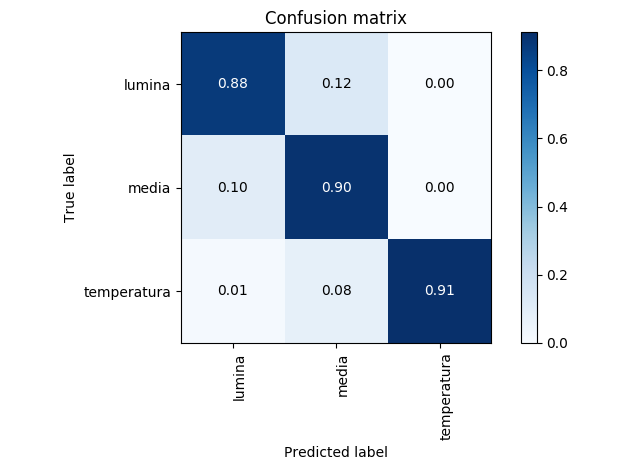 Confusion matrix
True label
lumina 0.88 0.12 0.00
media 0.10 0.90 0.00
temperatura 0.01 0.08 0.91
lumina media temperatura
Predicted label
0.8
0.6
0.4
0.2
0.0